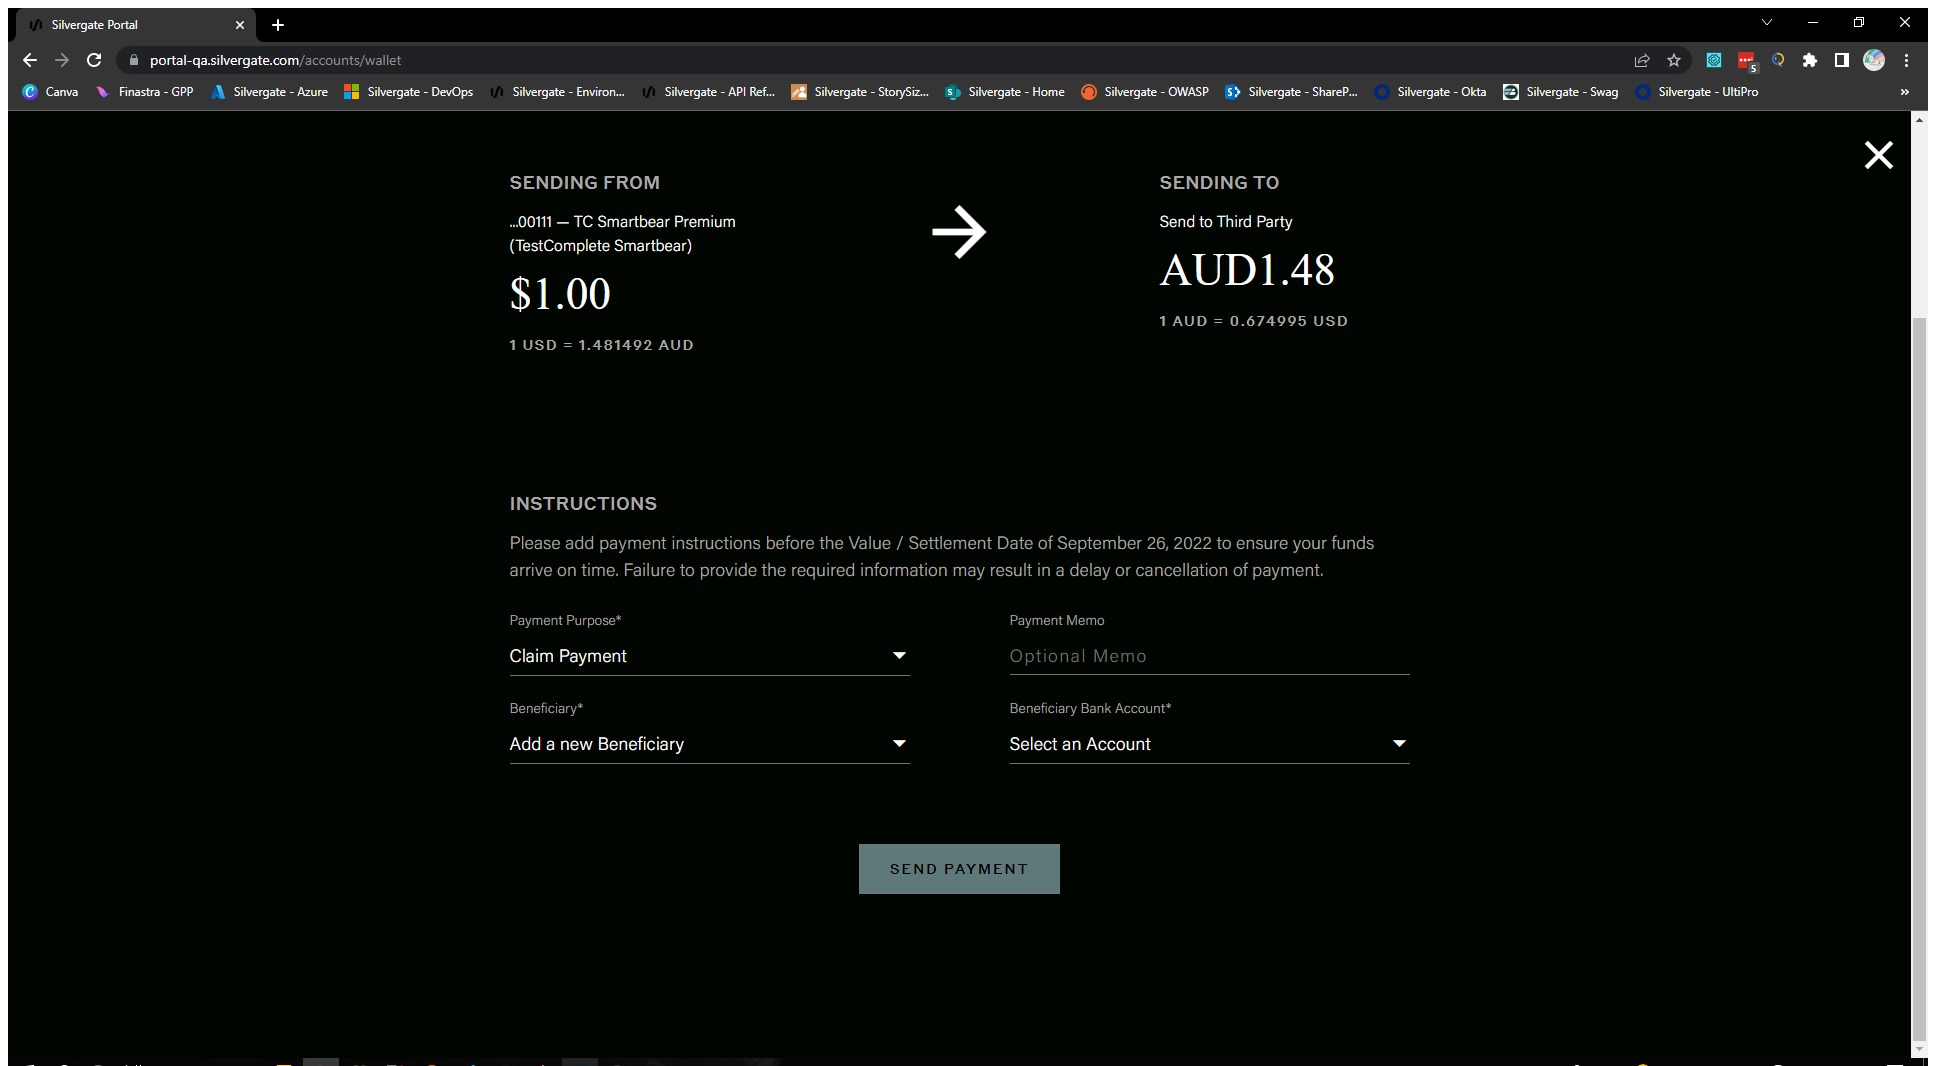 Silvergate Portal
portal-qa.silvergate.com/accounts/wallet
5
Canva
Finastra - GPP
Silvergate - Azure
Silvergate - DevOps
Silvergate - Environ...
Silvergate - API Ref...
Silvergate - StorySiz...
Silvergate - Home
Silvergate - OWASP
Silvergate - ShareP...
Silvergate - Okta
Silvergate - Swag
Silvergate - UltiPro
SENDING FROM
...00111 — TC Smartbear Premium
(TestComplete Smartbear)
$1.00
1 USD = 1.481492 AUD
SENDING TO
Send to Third Party
AUD1.48
1 AUD = 0.674995 USD
INSTRUCTIONS
Please add payment instructions before the Value / Settlement Date of September 26, 2022 to ensure your funds
arrive on time. Failure to provide the required information may result in a delay or cancellation of payment.
Payment Purpose*
Claim Payment
Payment Memo
Optional Memo
Beneficiary*
Add a new Beneficiary
Beneficiary Bank Account*
Select an Account
SEND PAYMENT